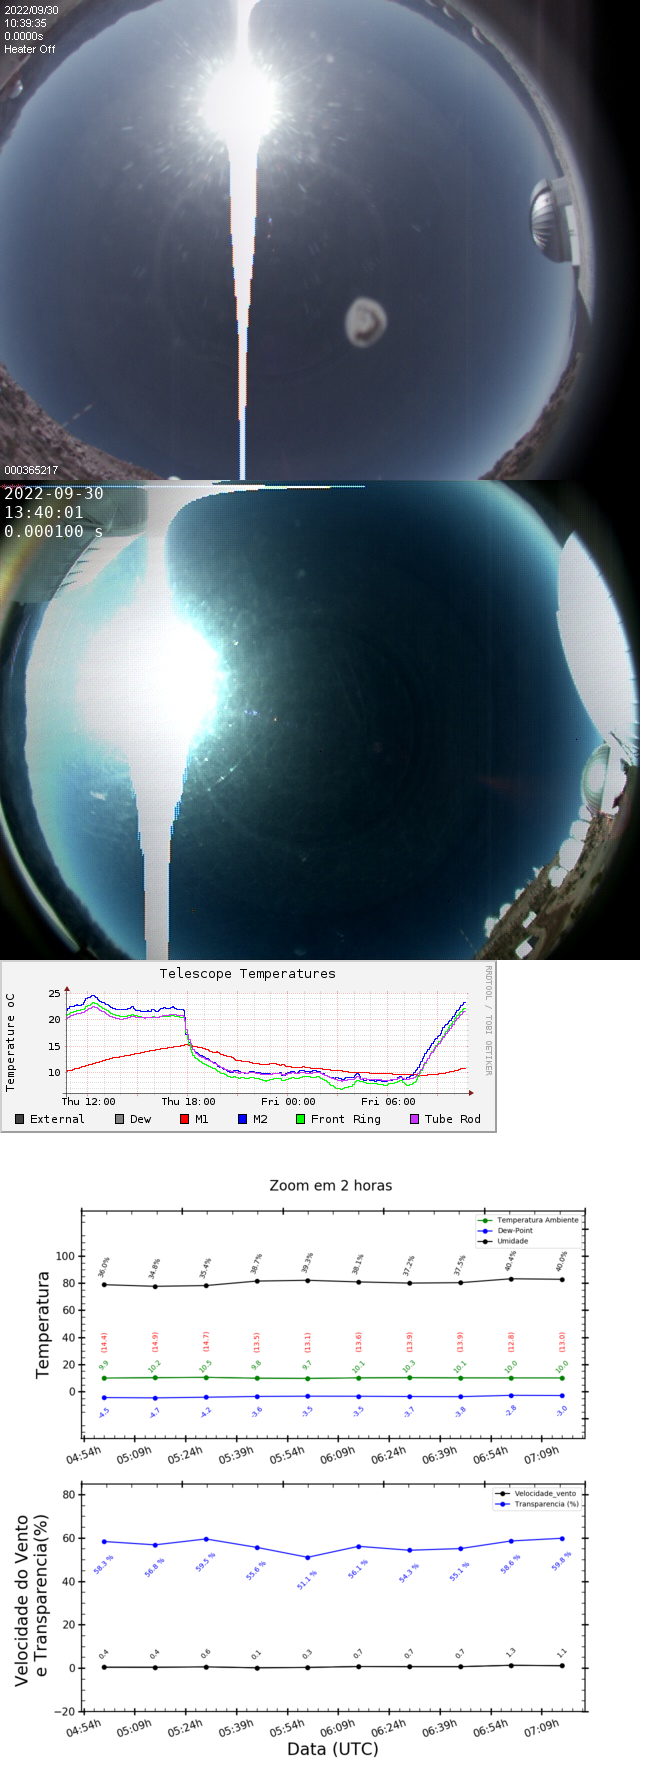 2022/09/30
10:39:35
0.0000s
Heater Off
000365217
2022-09-30
13:40:01
0.000100 s
Telescope Temperatures
RRDTOOL / TOBI OETIKER
Temperature oC
25
20
15
10
Thu 12:00 Thu 18:00 Fri 00:00 Fri 06:00
External Dew M1 M2 Front Ring Tube Rod
Zoom em 2 horas
Temperatura Ambiente
Dew-Point
Umidade
Temperatura
100
80
60
40
20
0
36.0% 34.8% 35.4% 38.7% 39.3% 38.1% 37.2% 37.5% 40.4% 40.0%
(14.4) (14.9) (14.7) (13.5) (13.1) (13.6) (13.9) (13.9) (12.8) (13.0)
9.9 10.2 10.5 9.8 9.7 10.1 10.3 10.1 10.0 10.0
-4.5 -4.7 -4.2 -3.6 -3.5 -3.5 -3.7 -3.8 -2.8 -3.0
04:54h 05:09h 05:24h 05:39h 05:54h 06:09h 06:24h 06:39h 06:54h 07:09h
Velocidade_vento
Transparencia (%)
Velocidade do Vento
e Transparencia(%)
80
60
40
20
0
−20
58.3 % 56.8 % 59.5 % 55.6 % 51.1 % 56.1 % 54.3 % 55.1 % 58.6 % 59.8 %
0.4 0.4 0.6 0.1 0.3 0.7 0.7 0.7 1.3 1.1
04:54h 05:09h 05:24h 05:39h 05:54h 06:09h 06:24h 06:39h 06:54h 07:09h
Data (UTC)